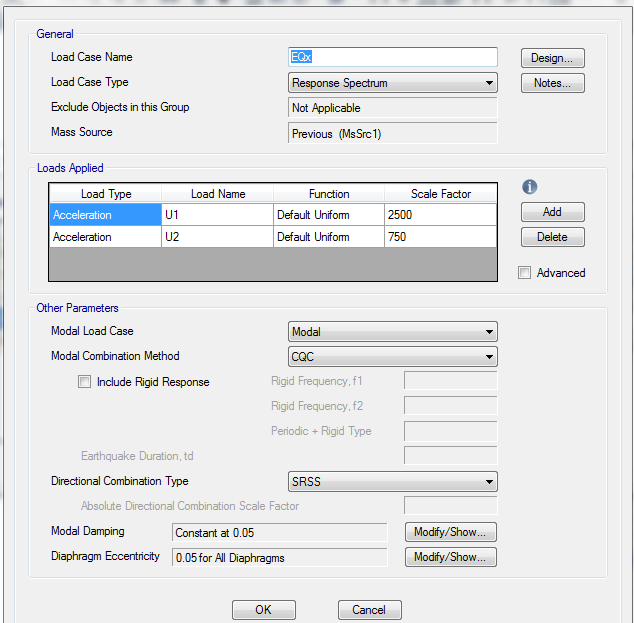 General
Load Case Name EQx Design...
Load Case Type Response Spectrum Notes...
Exclude Objects in this Group Not Applicable
Mass Source Previous (MsSrc1)
Loads Applied
Load Type Load Name Function Scale Factor
Acceleration U1 Default Uniform 2500
Acceleration U2 Default Uniform 750
i
Add
Delete
Advanced
Other Parameters
Modal Load Case Modal
Modal Combination Method CQC
Include Rigid Response Rigid Frequency, f1
Rigid Frequency, f2
Periodic + Rigid Type
Earthquake Duration, td
Directional Combination Type SRSS
Absolute Directional Combination Scale Factor
Modal Damping Constant at 0.05 Modify/Show...
Diaphragm Eccentricity 0.05 for All Diaphragms Modify/Show...
OK Cancel